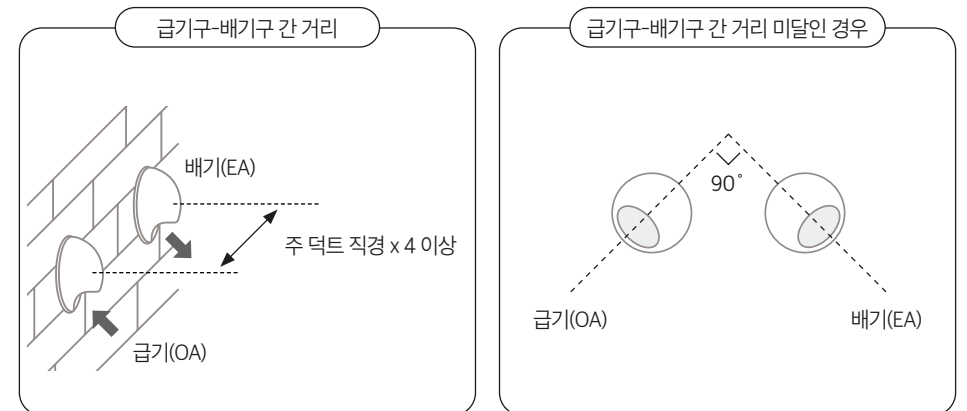 급기구-배기구 간 거리
배기(EA)
주 덕트 직경 x 4 이상
급기(OA)
급기구-배기구 간 거리 미달인 경우
90˚
급기(OA)
배기(EA)